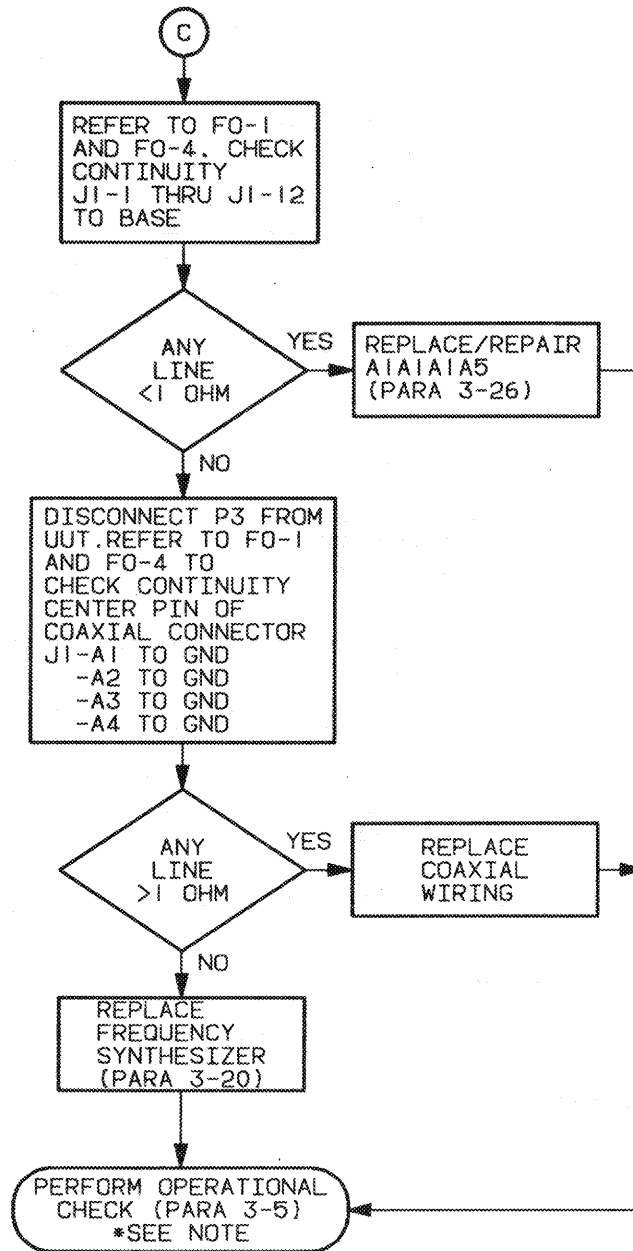 C
REFER TO FO-1
AND FO-4. CHECK
CONTINUITY
J1-1 THRU J1-12
TO BASE
ANY
LINE
<1 OHM
YES
REPLACE/REPAIR
A1A1A1A5
(PARA 3-26)
NO
DISCONNECT P3 FROM
UUT.REFER TO FO-1
AND FO-4 TO
CHECK CONTINUITY
CENTER PIN OF
COAXIAL CONNECTOR
J1-A1 TO GND
-A2 TO GND
-A3 TO GND
-A4 TO GND
ANY
LINE
>1 OHM
YES
REPLACE
COAXIAL
WIRING
NO
REPLACE
FREQUENCY
SYNTHESIZER
(PARA 3-20)
PERFORM OPERATIONAL
CHECK (PARA 3-5)
*SEE NOTE